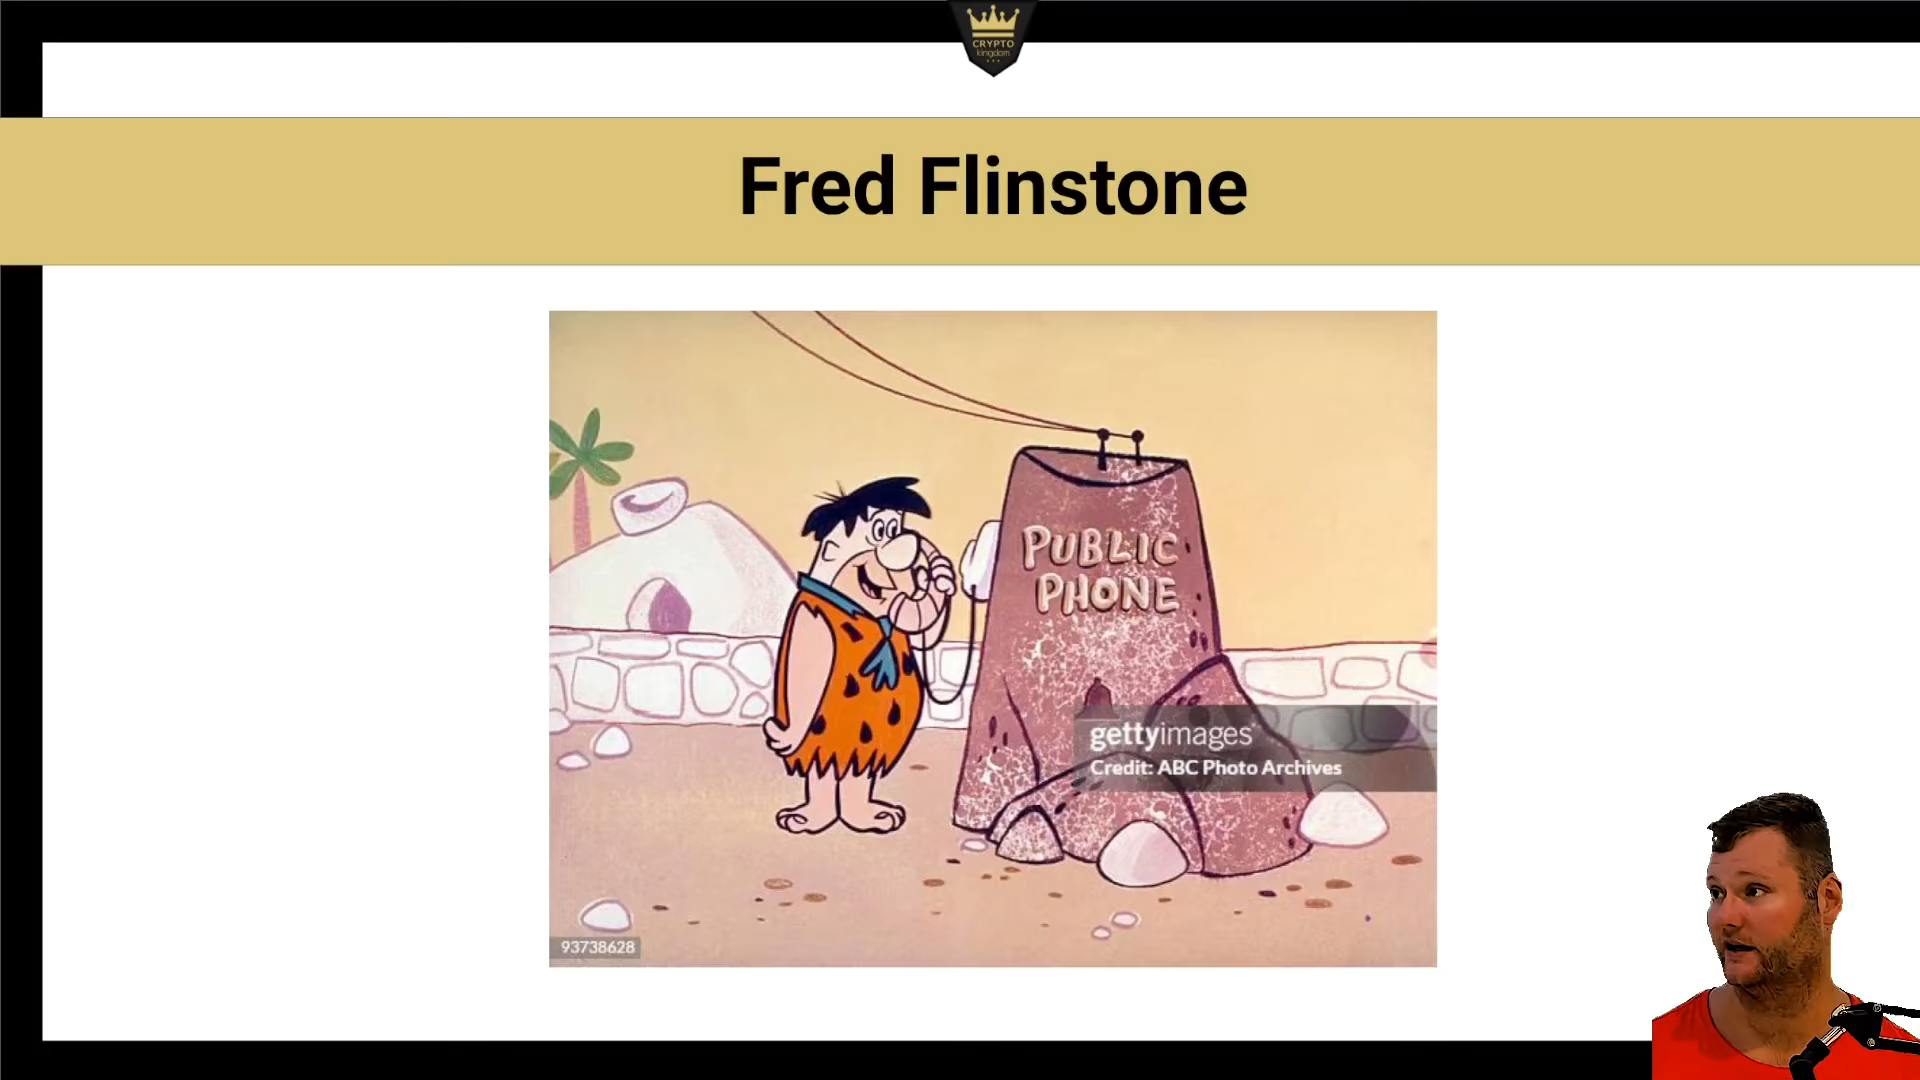 CRYPTO
kingdom
Fred Flinstone
PUBLIC
PHONE
gettyimages
Credit: ABC Photo Archives
93738628